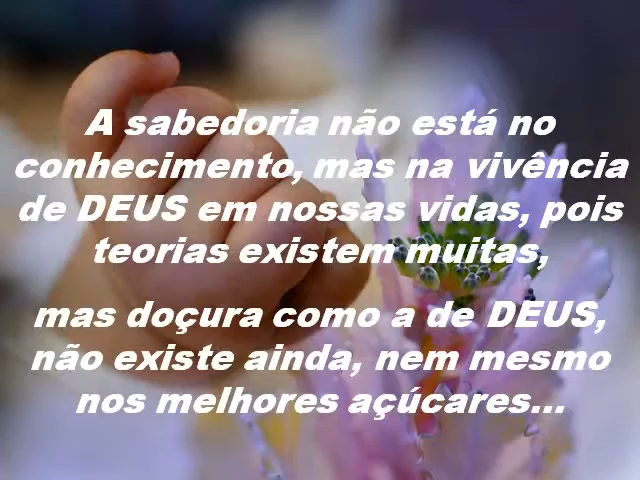 A sabedoria não está no
conhecimento, mas na vivência
de DEUS em nossas vidas, pois
teorias existem muitas,
mas doçura como a de DEUS,
não existe ainda, nem mesmo
nos melhores açúcares...